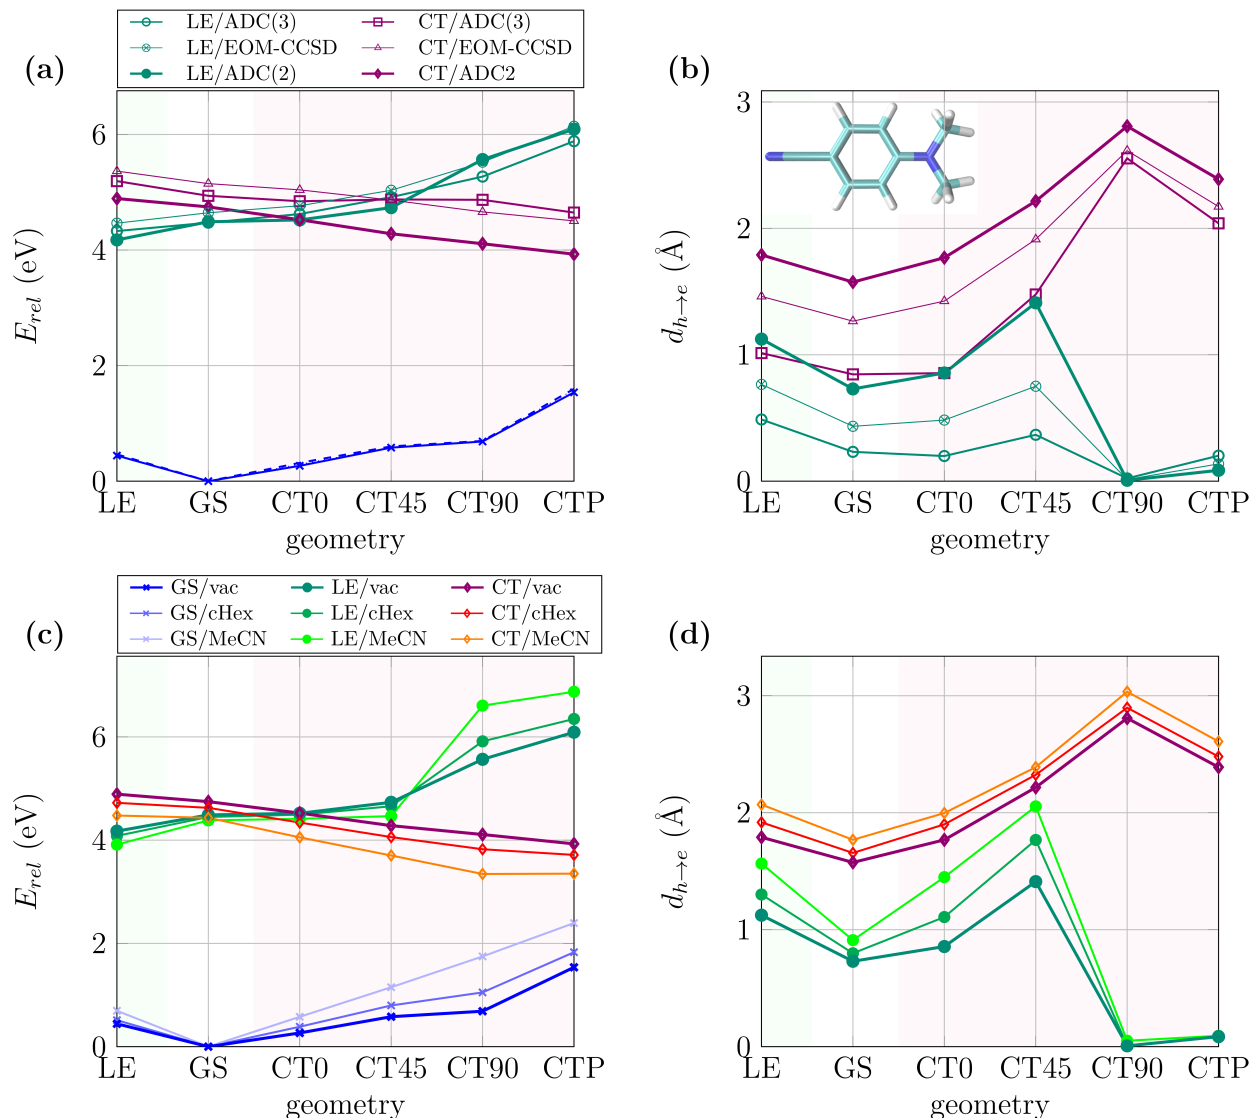 LE/ADC(3) CT/ADC(3)
LE/EOM-CCSD CT/EOM-CCSD
LE/ADC(2) CT/ADC2
(a)
6
4
2
0
E_rel (eV)
LE GS CT0 CT45 CT90 CTP
geometry
(b)
3
2
1
0
d_h→e (Å)
LE GS CT0 CT45 CT90 CTP
geometry
GS/vac LE/vac CT/vac
GS/cHex LE/cHex CT/cHex
GS/MeCN LE/MeCN CT/MeCN
(c)
6
4
2
0
E_rel (eV)
LE GS CT0 CT45 CT90 CTP
geometry
(d)
3
2
1
0
d_h→e (Å)
LE GS CT0 CT45 CT90 CTP
geometry